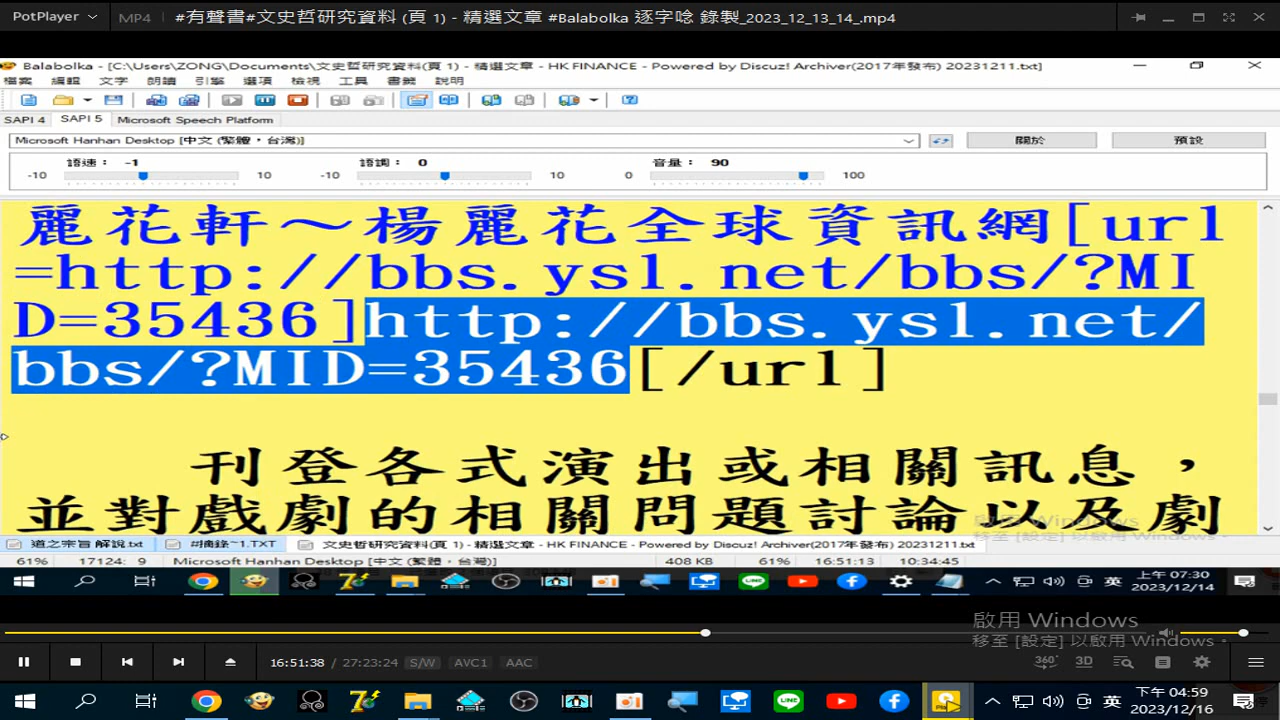 PotPlayer MP4 #有聲書#文史哲研究資料 (頁 1) - 精選文章 #Balabolka 逐字唸 錄製_2023_12_13_14_.mp4
Balabolka - [C:\Users\ZONG\Documents\文史哲研究資料(頁 1) - 精選文章 - HK FINANCE - Powered by Discuz! Archiver(2017年發布) 20231211.txt]
檔案 編輯 文字 朗讀 引擎 選項 檢視 工具 書籤 說明
SAPI 4 SAPI 5 Microsoft Speech Platform
Microsoft Hanhan Desktop [中文 (繁體，台灣)] 關於 預設
語速： -1 語調： 0 音量： 90
-10 10 -10 10 0 100
麗花軒～楊麗花全球資訊網[url
=http://bbs.ysl.net/bbs/?MI
D=35436]http://bbs.ysl.net/
bbs/?MID=35436[/url]
刊登各式演出或相關訊息，
並對戲劇的相關問題討論以及劇
啟用 Windows
移至 [設定] 以啟用 Windows。
道之宗旨 解說.txt #摘錄~1.TXT 文史哲研究資料(頁 1) - 精選文章 - HK FINANCE - Powered by Discuz! Archiver(2017年發布) 20231211.txt
61% 17124: 9 Microsoft Hanhan Desktop [中文 (繁體，台灣)] 408 KB 61% 16:51:13 10:34:45
英 上午 07:30
2023/12/14
啟用 Windows
移至 [設定] 以啟用 Windows。
16:51:38 / 27:23:24 S/W AVC1 AAC 360° 3D
英 下午 04:59
2023/12/16